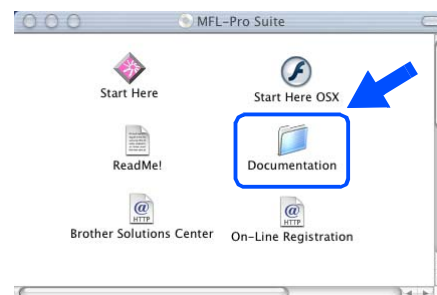 MFL-Pro Suite
Start Here
Start Here OSX
ReadMe!
Documentation
@
HTTP
@
HTTP
Brother Solutions Center
On-Line Registration